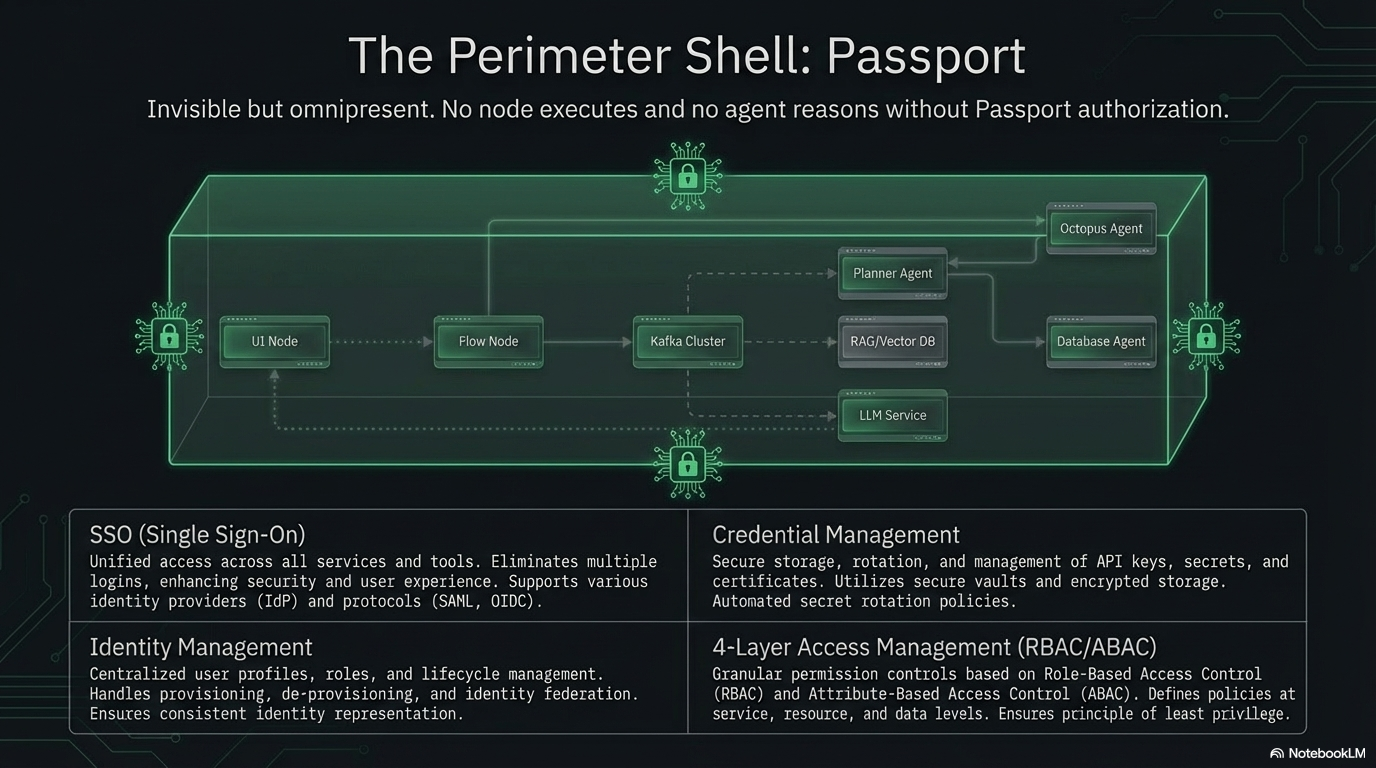 The Perimeter Shell: Passport
Invisible but omnipresent. No node executes and no agent reasons without Passport authorization.
Octopus Agent
Planner Agent
UI Node
Flow Node
Kafka Cluster
RAG/Vector DB
Database Agent
LLM Service
SSO (Single Sign-On)
Unified access across all services and tools. Eliminates multiple
logins, enhancing security and user experience. Supports various
identity providers (IdP) and protocols (SAML, OIDC).
Credential Management
Secure storage, rotation, and management of API keys, secrets, and
certificates. Utilizes secure vaults and encrypted storage.
Automated secret rotation policies.
Identity Management
Centralized user profiles, roles, and lifecycle management.
Handles provisioning, de-provisioning, and identity federation.
Ensures consistent identity representation.
4-Layer Access Management (RBAC/ABAC)
Granular permission controls based on Role-Based Access Control
(RBAC) and Attribute-Based Access Control (ABAC). Defines policies at
service, resource, and data levels. Ensures principle of least privilege.
NotebookLM